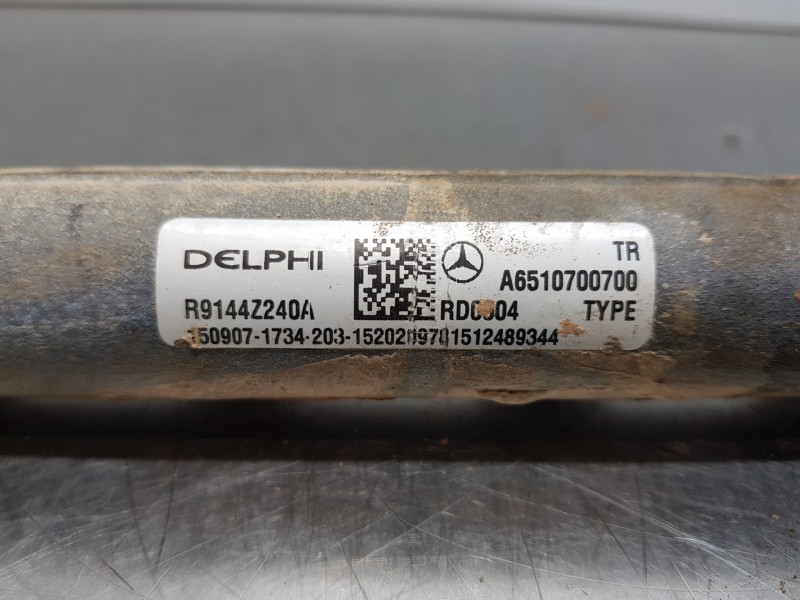 DELPHI
TR
A6510700700
R9144Z240A
TYPE